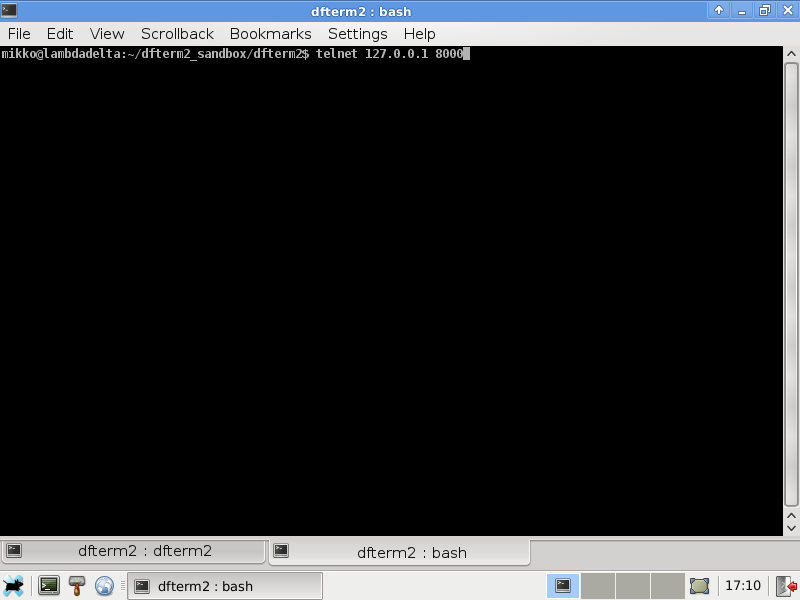 dfterm2 : bash
File Edit View Scrollback Bookmarks Settings Help
mikko@lambdadelta:~/dfterm2_sandbox/dfterm2$ telnet 127.0.0.1 8000
dfterm2 : dfterm2 dfterm2 : bash
dfterm2 : bash 17:10